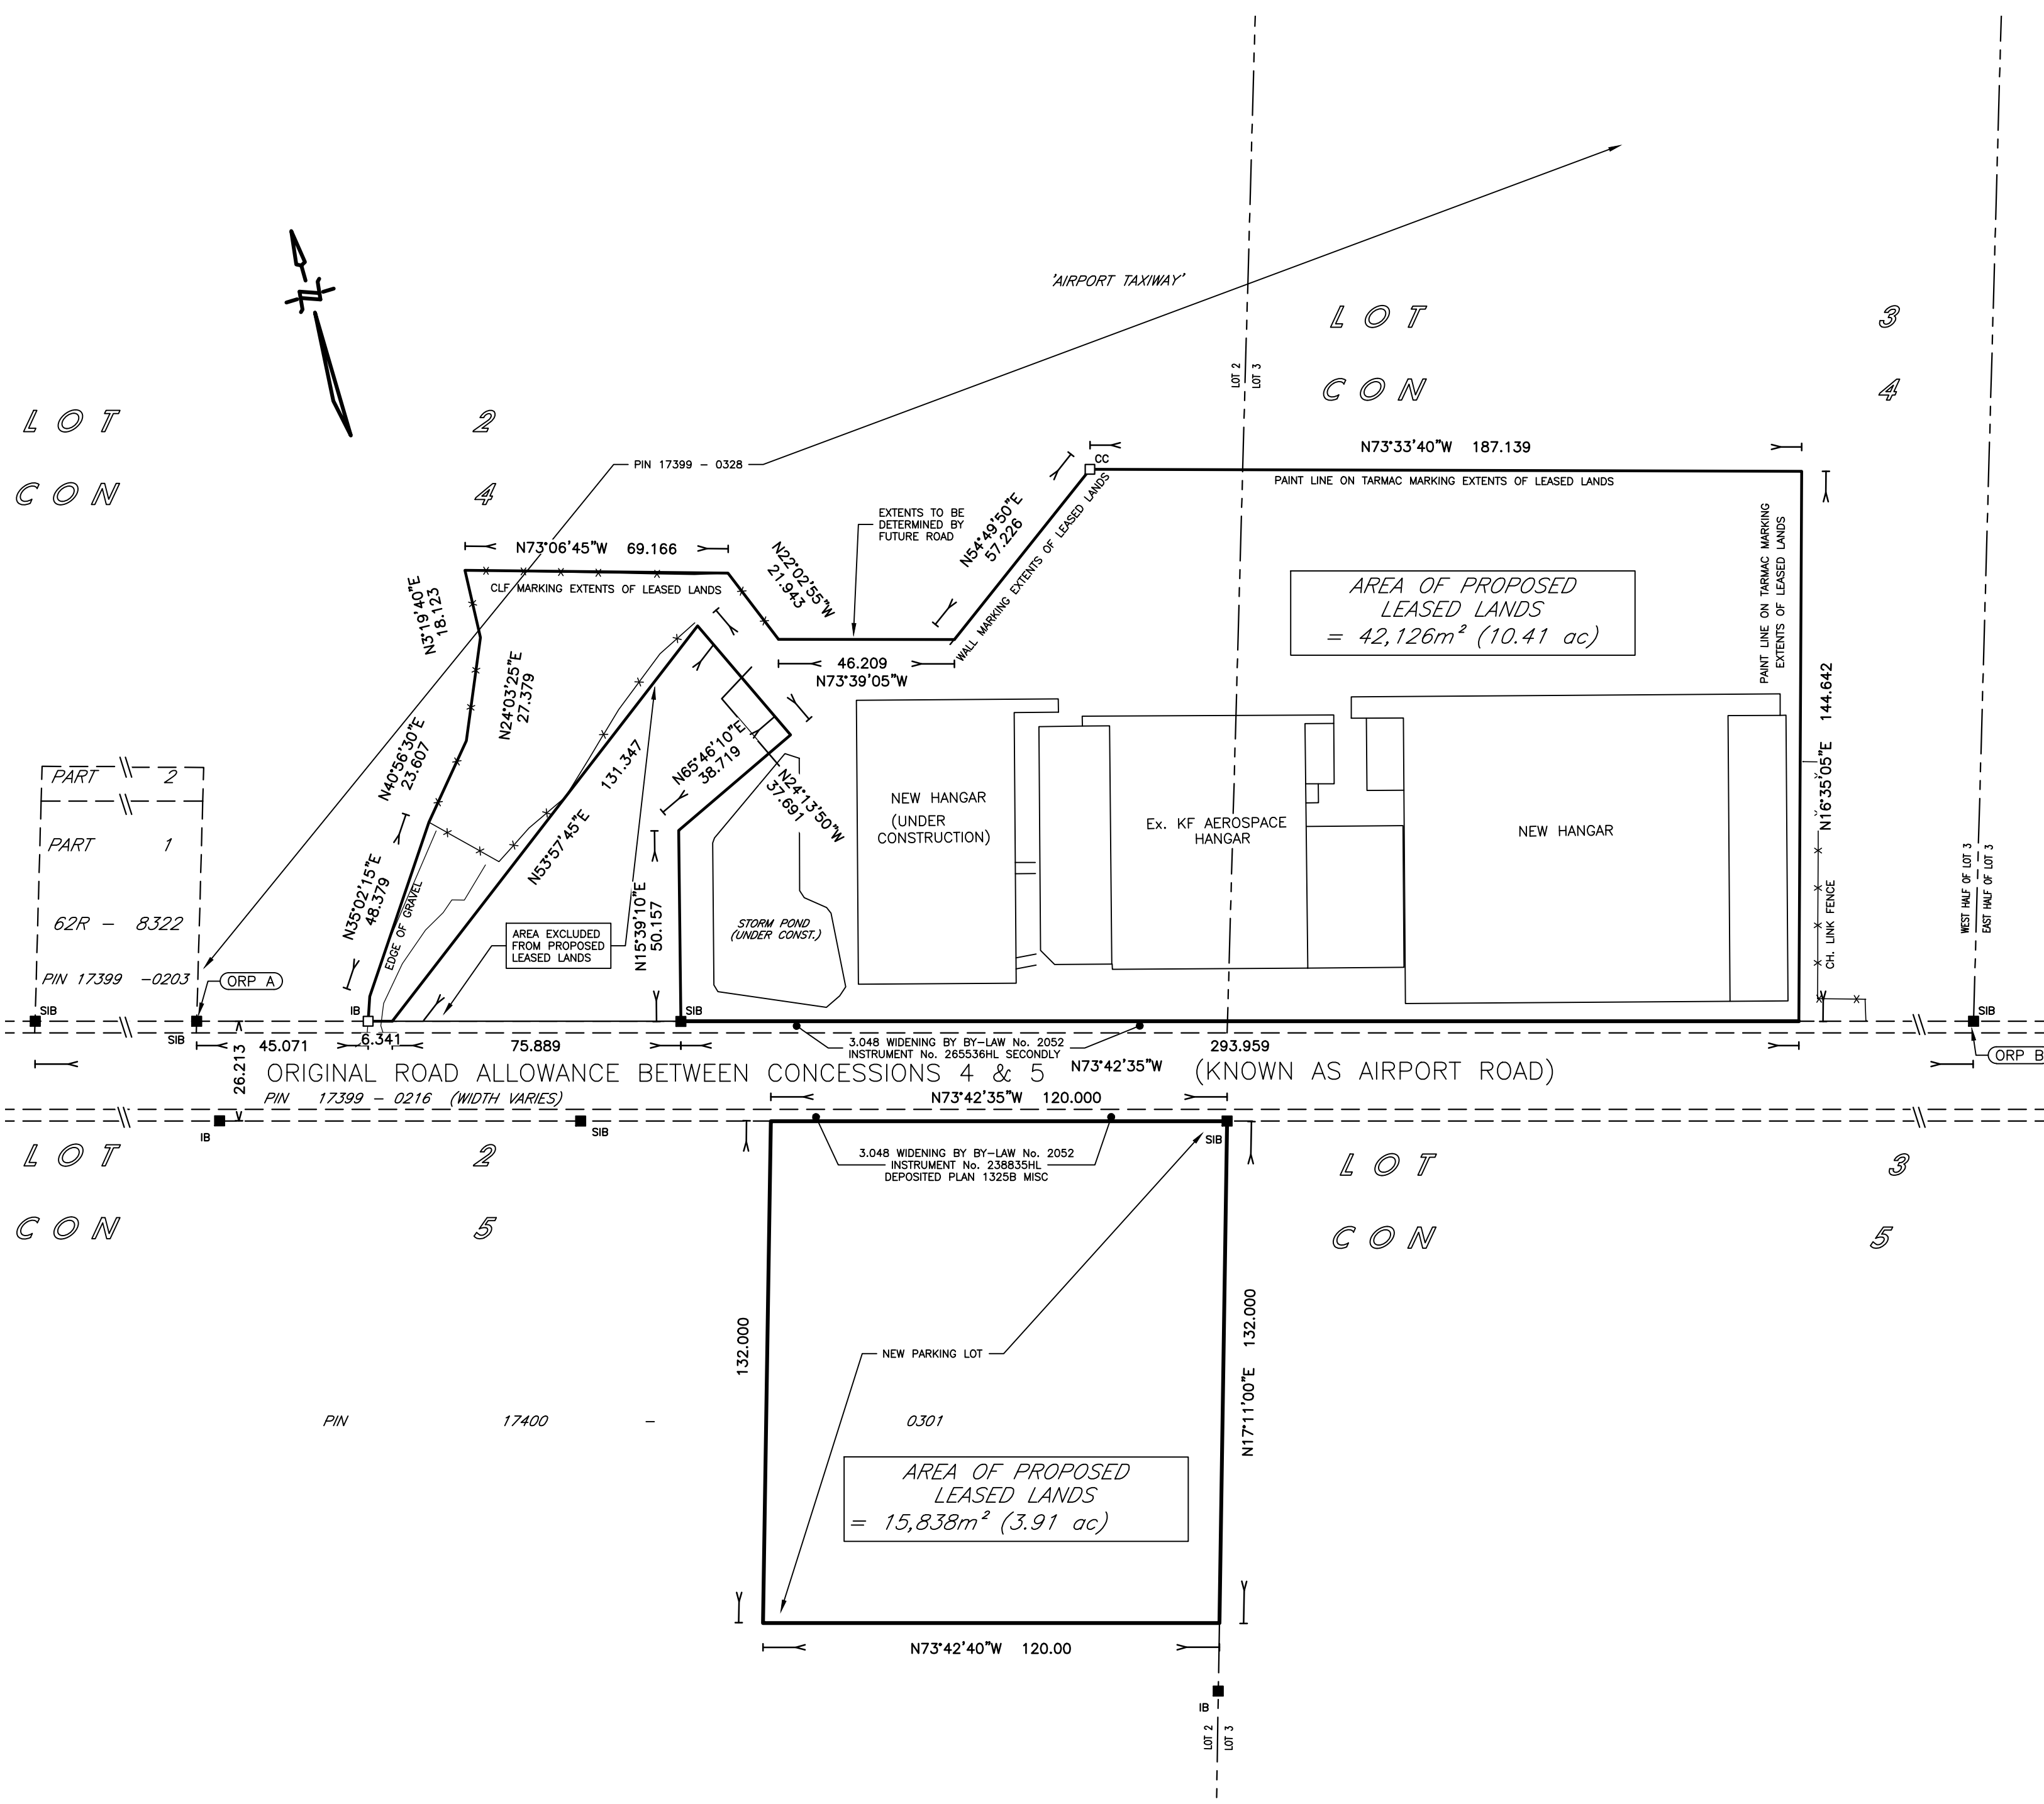 'AIRPORT TAXIWAY'
LOT 3
CON 4
LOT 2
LOT 3
LOT 2
CON 4
PIN 17399 - 0328
N73°33'40"W 187.139
CC
PAINT LINE ON TARMAC MARKING EXTENTS OF LEASED LANDS
PAINT LINE ON TARMAC MARKING
EXTENTS OF LEASED LANDS
EXTENTS TO BE
DETERMINED BY
FUTURE ROAD
N54°49'50"E
57.226
WALL MARKING EXTENTS OF LEASED LANDS
N73°06'45"W 69.166
CLF MARKING EXTENTS OF LEASED LANDS
N22°02'55"W
21.943
N3°19'40"E
18.123
AREA OF PROPOSED
LEASED LANDS
= 42,126m² (10.41 ac)
46.209
N73°39'05"W
N24°03'25"E
27.379
N40°56'30"E
23.607
N16°35'05"E 144.642
131.347
N53°57'45"E
N65°46'10"E
38.719
N24°13'50"W
37.691
NEW HANGAR
(UNDER
CONSTRUCTION)
Ex. KF AEROSPACE
HANGAR
NEW HANGAR
PART 2
PART 1
62R - 8322
PIN 17399 -0203
ORP A
N35°02'15"E
48.379
EDGE OF GRAVEL
AREA EXCLUDED
FROM PROPOSED
LEASED LANDS
N15°39'10"E
50.157
STORM POND
(UNDER CONST.)
CH. LINK FENCE
WEST HALF OF LOT 3
EAST HALF OF LOT 3
SIB
SIB
IB
SIB
SIB
ORP B
45.071
6.341
75.889
26.213
3.048 WIDENING BY BY-LAW No. 2052
INSTRUMENT No. 265536HL SECONDLY
293.959
N73°42'35"W
ORIGINAL ROAD ALLOWANCE BETWEEN CONCESSIONS 4 & 5 (KNOWN AS AIRPORT ROAD)
PIN 17399 - 0216 (WIDTH VARIES)
N73°42'35"W 120.000
IB
SIB
SIB
3.048 WIDENING BY BY-LAW No. 2052
INSTRUMENT No. 238835HL
DEPOSITED PLAN 1325B MISC
LOT 2
CON 5
LOT 3
CON 5
132.000
NEW PARKING LOT
N17°11'00"E 132.000
PIN 17400 - 0301
AREA OF PROPOSED
LEASED LANDS
= 15,838m² (3.91 ac)
N73°42'40"W 120.00
IB
LOT 2
LOT 3